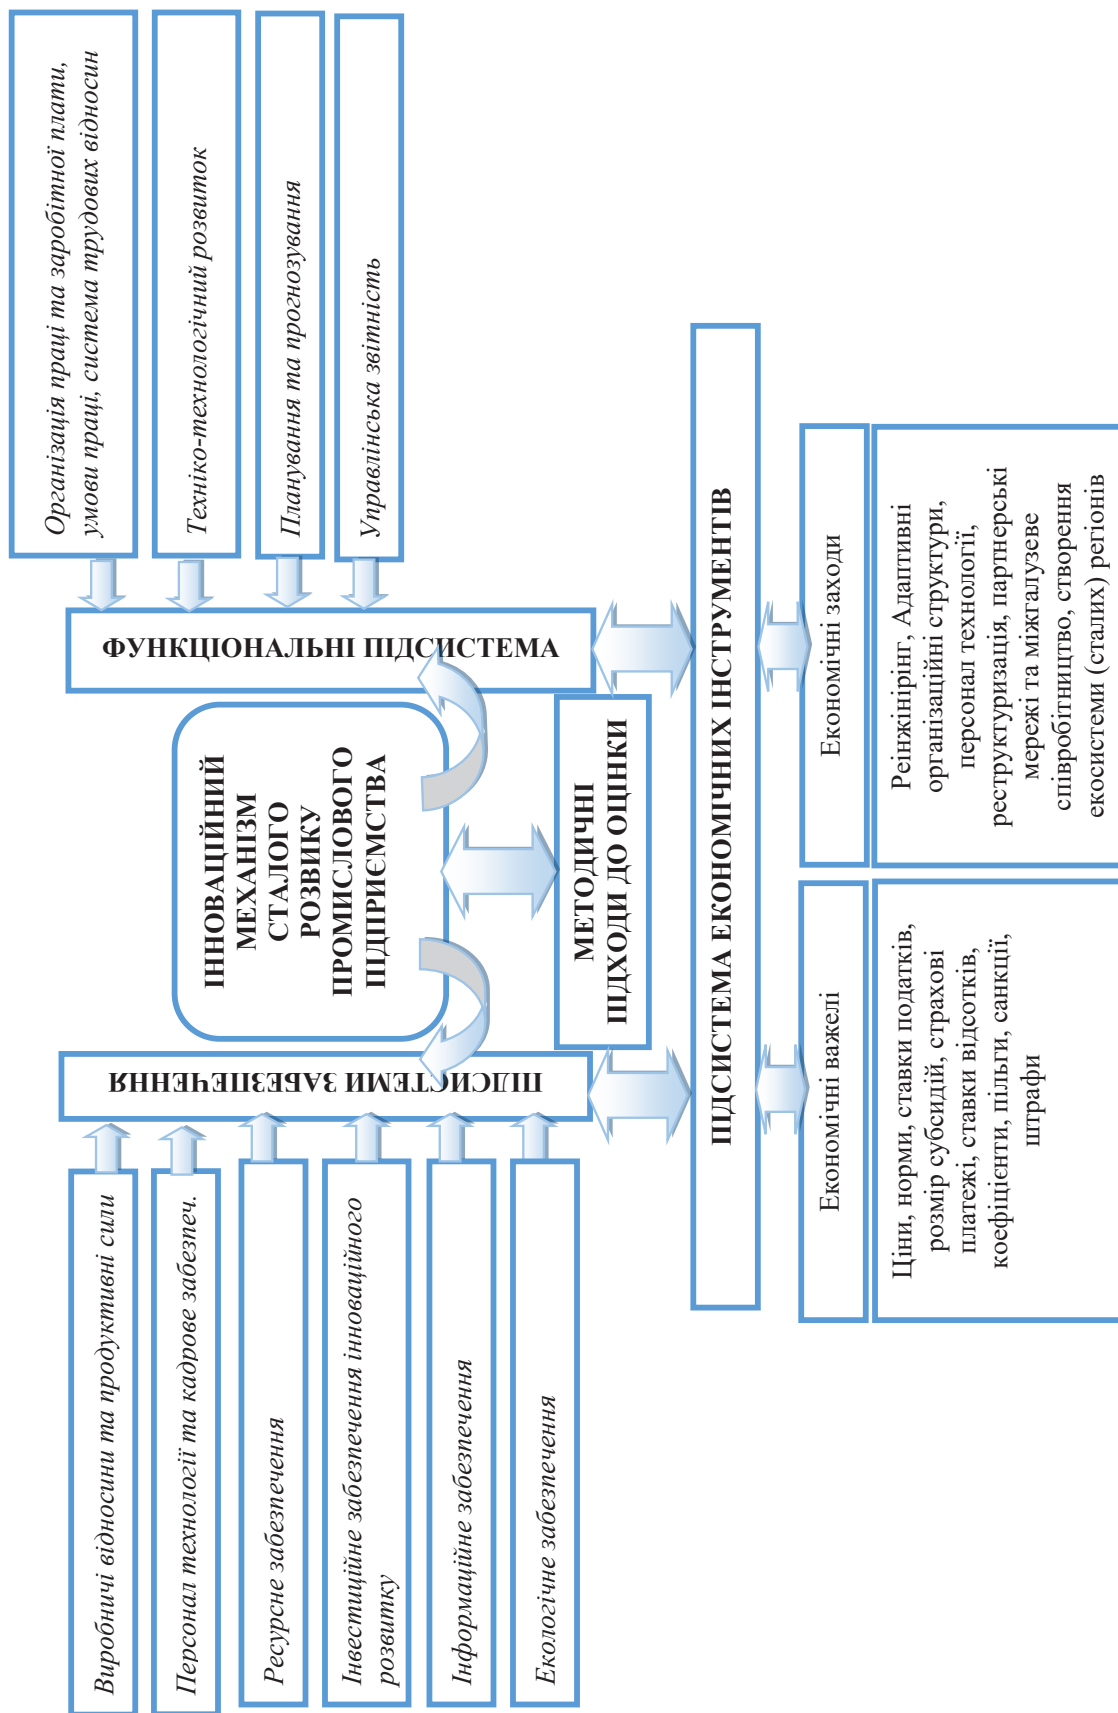 Виробничі відносини та продуктивні сили
Персонал технології та кадрове забезпеч.
Ресурсне забезпечення
Інвестиційне забезпечення інноваційного
розвитку
Інформаційне забезпечення
Екологічне забезпечення
ПІДСИСТЕМИ ЗАБЕЗПЕЧЕННЯ
ІННОВАЦІЙНИЙ
МЕХАНІЗМ
СТАЛОГО
РОЗВИКУ
ПРОМИСЛОВОГО
ПІДПРИЄМСТВА
МЕТОДИЧНІ
ПІДХОДИ ДО ОЦІНКИ
ФУНКЦІОНАЛЬНІ ПІДСИСТЕМА
Організація праці та заробітної плати,
умови праці, система трудових відносин
Техніко-технологічний розвиток
Планування та прогнозування
Управлінська звітність
ПІДСИСТЕМА ЕКОНОМІЧНИХ ІНСТРУМЕНТІВ
Економічні важелі
Ціни, норми, ставки податків,
розмір субсидій, страхові
платежі, ставки відсотків,
коефіцієнти, пільги, санкції,
штрафи
Економічні заходи
Реінжінірінг, Адаптивні
організаційні структури,
персонал технології,
реструктуризація, партнерські
мережі та міжгалузеве
співробітництво, створення
екосистеми (сталих) регіонів